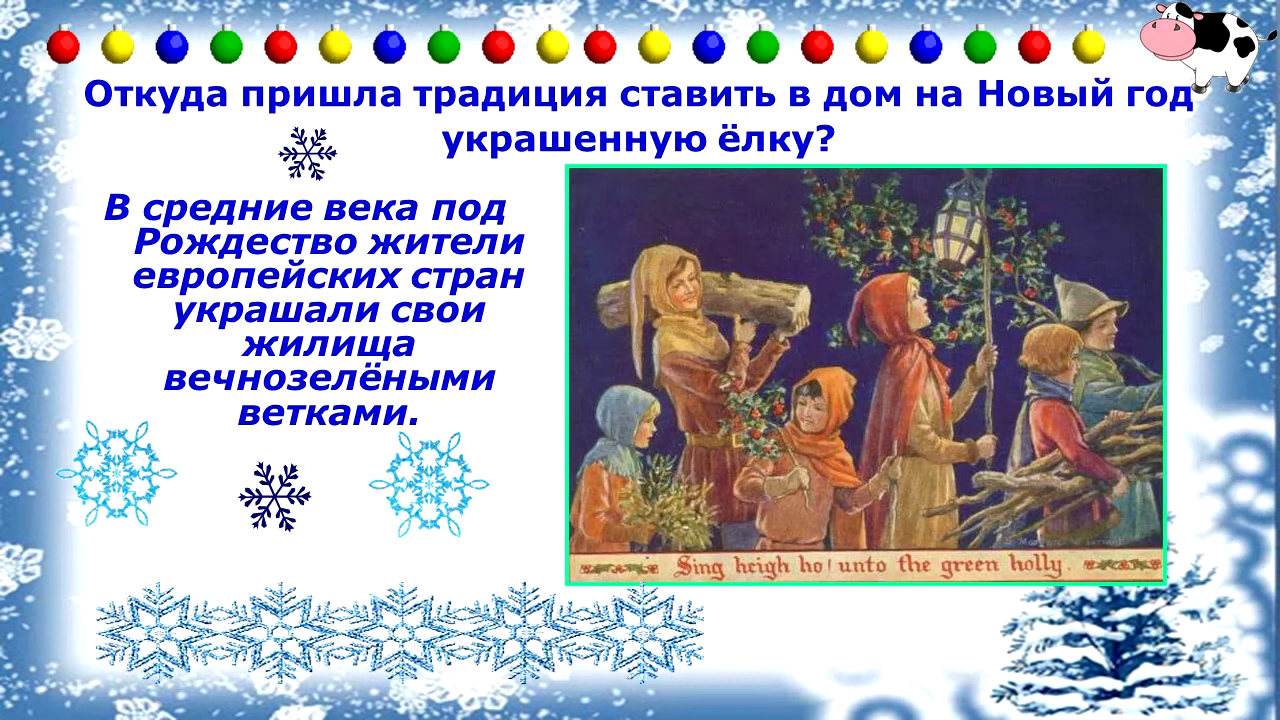 Откуда пришла традиция ставить в дом на Новый год
украшенную ёлку?
В средние века под
Рождество жители
европейских стран
украшали свои
жилища
вечнозелёными
ветками.
Sing heigh ho! unto the green holly.